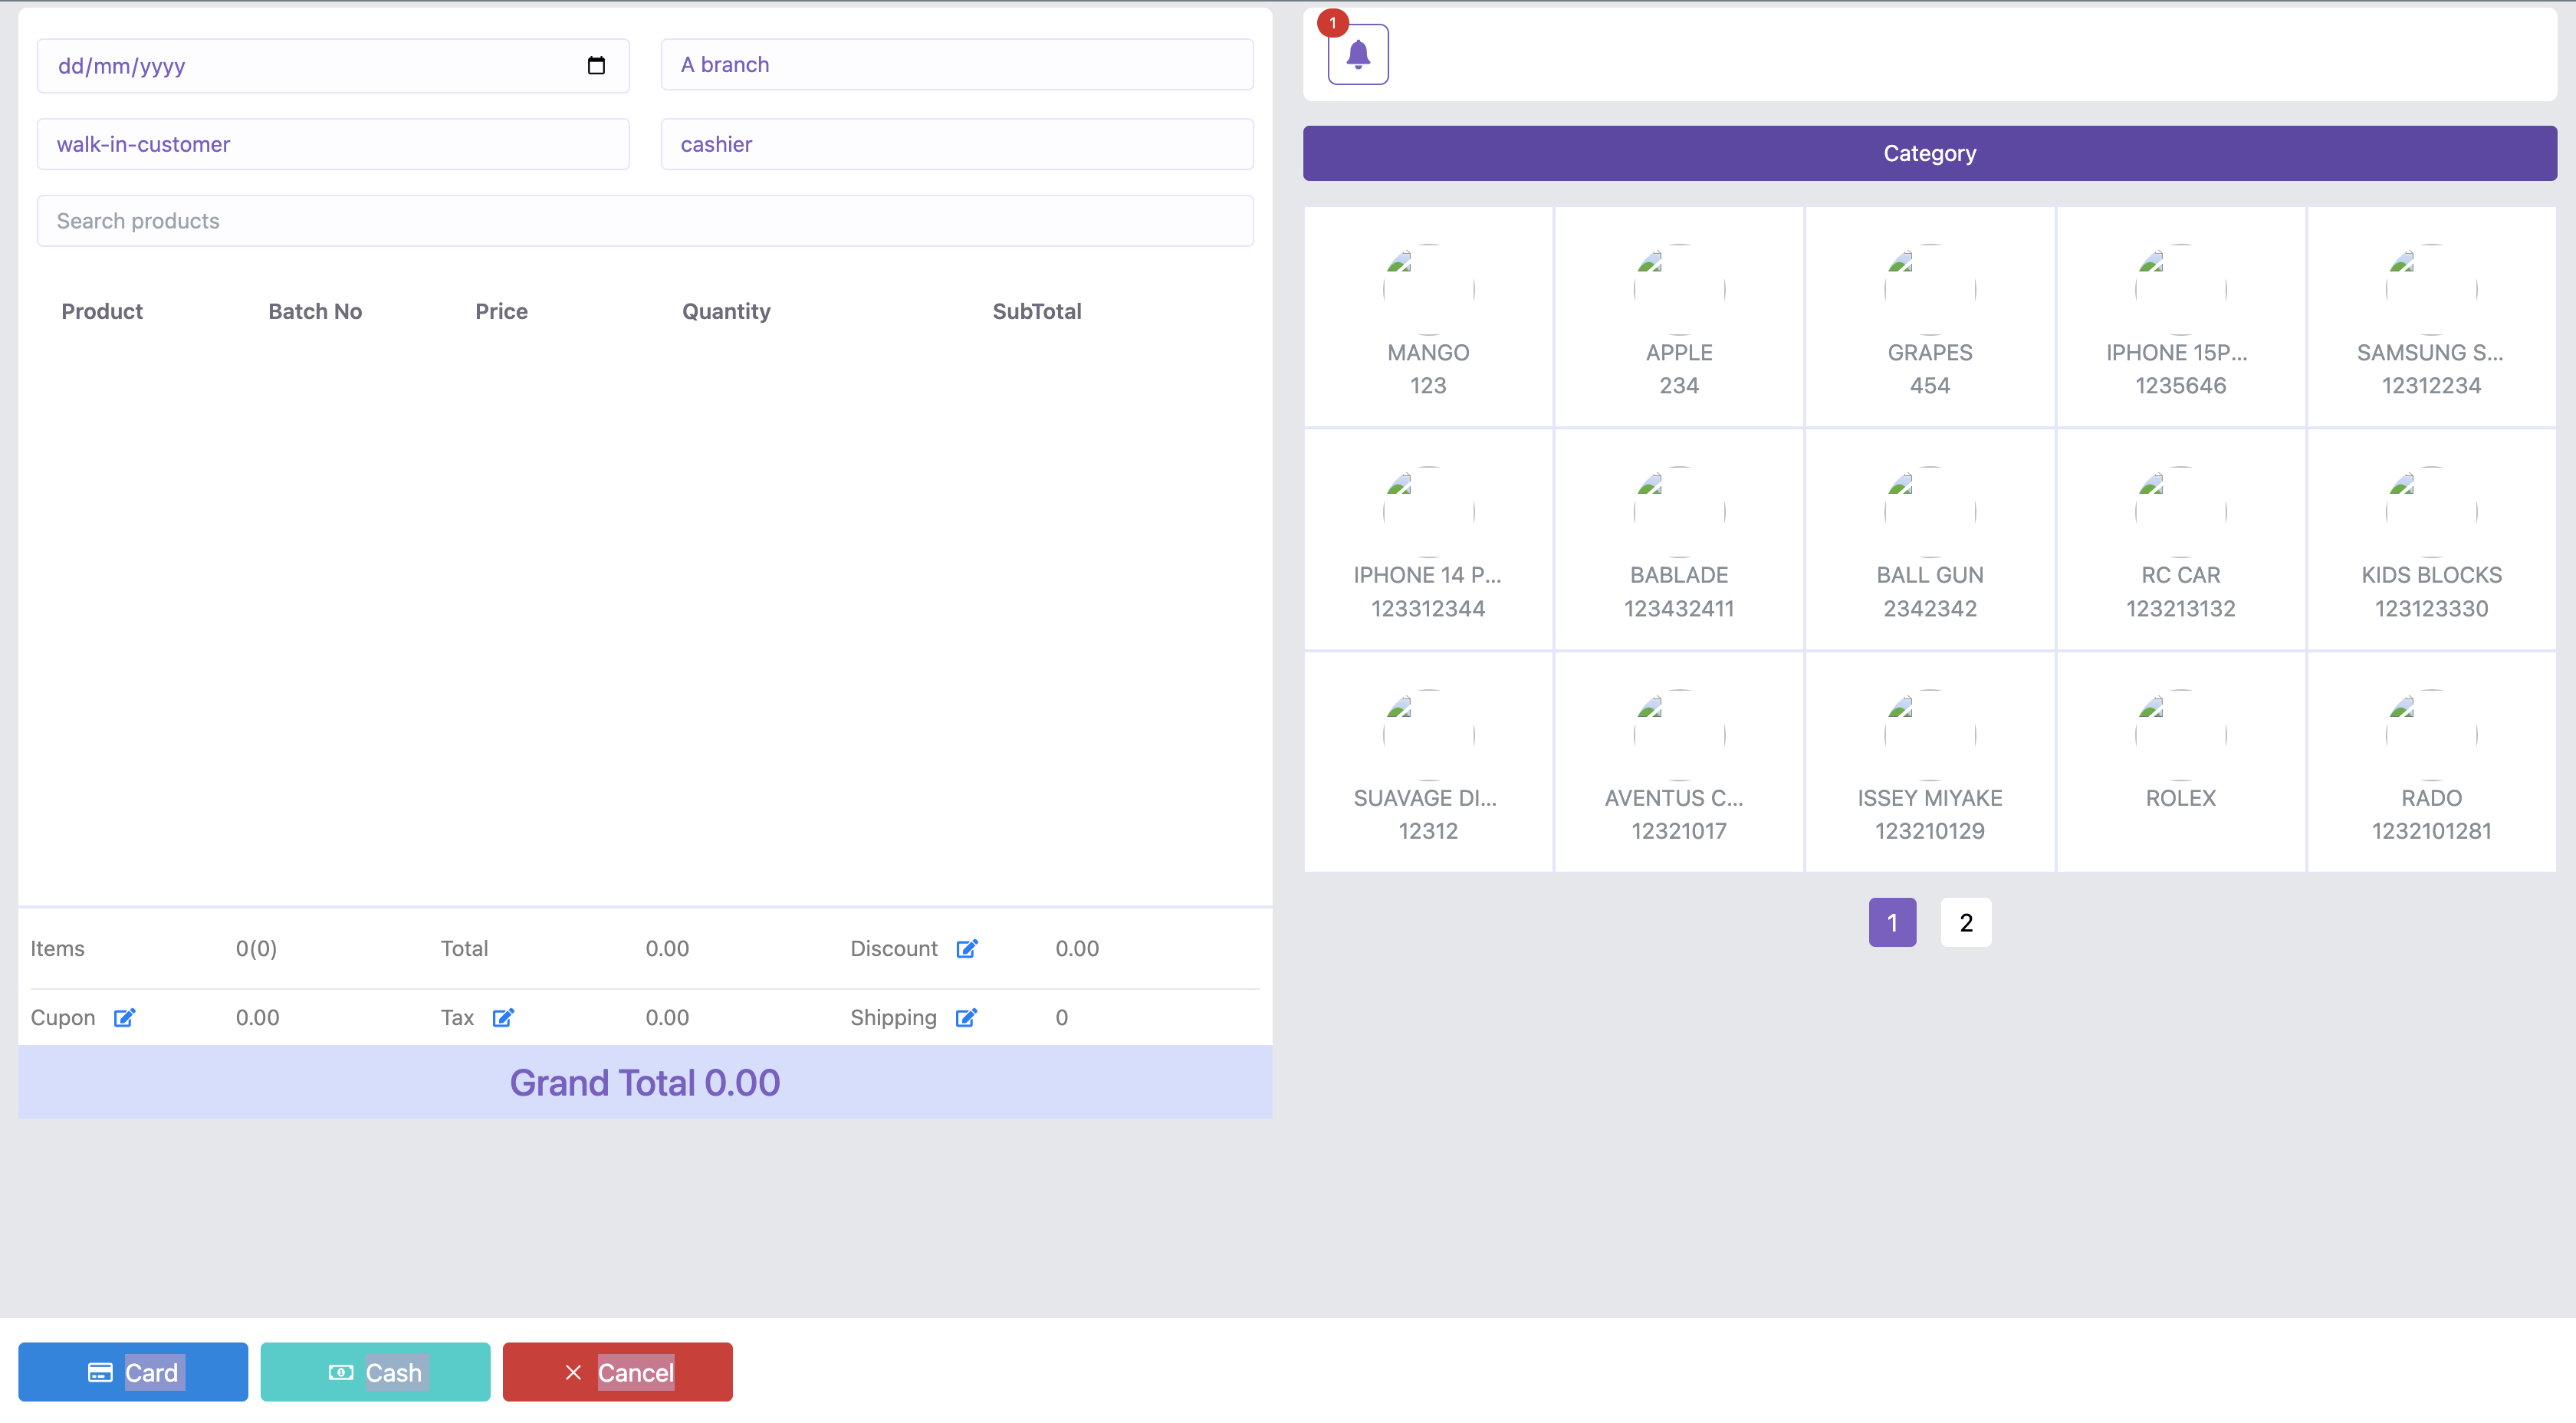 dd/mm/yyyy
A branch
walk-in-customer
cashier
Search products
Product Batch No Price Quantity SubTotal
Items 0(0) Total 0.00 Discount 0.00
Cupon 0.00 Tax 0.00 Shipping 0
Grand Total 0.00
1
Category
MANGO
123
APPLE
234
GRAPES
454
IPHONE 15P...
1235646
SAMSUNG S...
12312234
IPHONE 14 P...
123312344
BABLADE
123432411
BALL GUN
2342342
RC CAR
123213132
KIDS BLOCKS
123123330
SUAVAGE DI...
12312
AVENTUS C...
12321017
ISSEY MIYAKE
123210129
ROLEX
RADO
1232101281
1 2
Card Cash Cancel